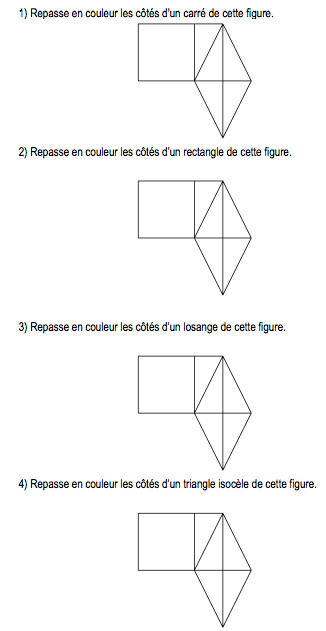 1) Repasse en couleur les côtés d'un carré de cette figure.
2) Repasse en couleur les côtés d'un rectangle de cette figure.
3) Repasse en couleur les côtés d'un losange de cette figure.
4) Repasse en couleur les côtés d'un triangle isocèle de cette figure.